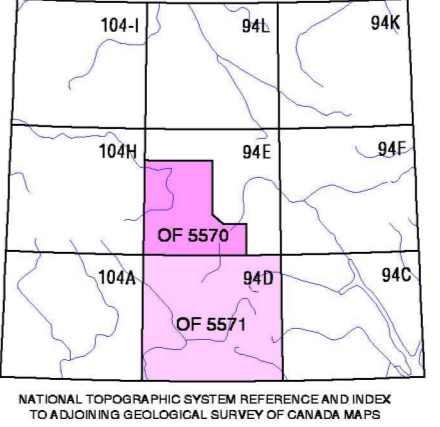 104-I 94L 94K
104H 94E 94F
OF 5570
104A 94D 94C
OF 5571
NATIONAL TOPOGRAPHIC SYSTEM REFERENCE AND INDEX
TO ADJOINING GEOLOGICAL SURVEY OF CANADA MAPS